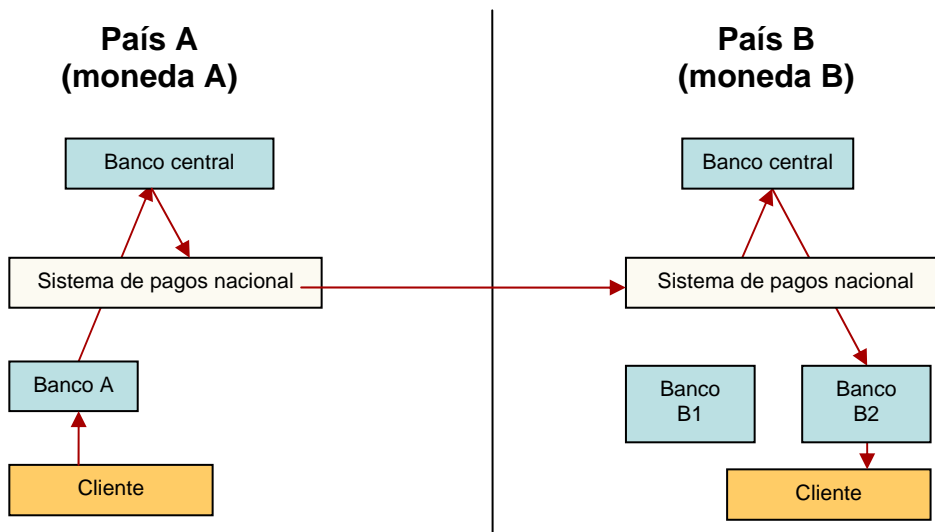 País A
(moneda A)
Banco central
Sistema de pagos nacional
Banco A
Cliente
País B
(moneda B)
Banco central
Sistema de pagos nacional
Banco
B1
Banco
B2
Cliente